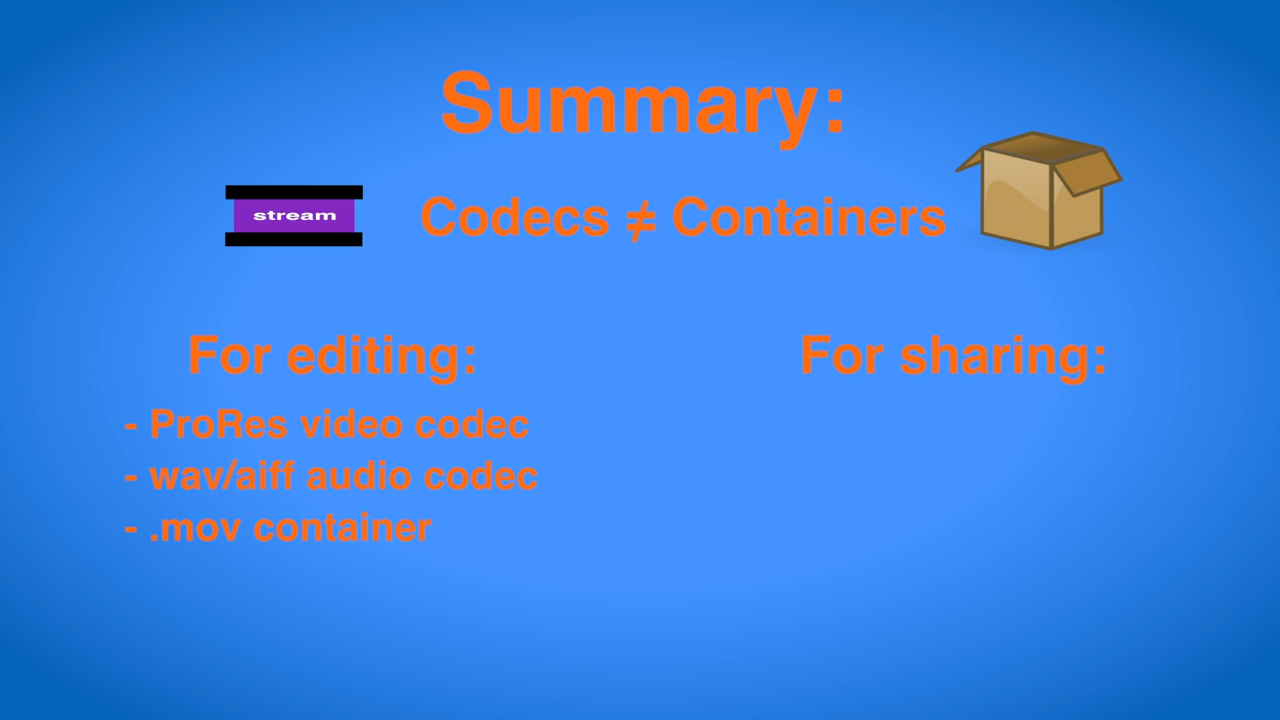 Summary:
stream
Codecs ≠ Containers
For editing:
- ProRes video codec
- wav/aiff audio codec
- .mov container
For sharing: